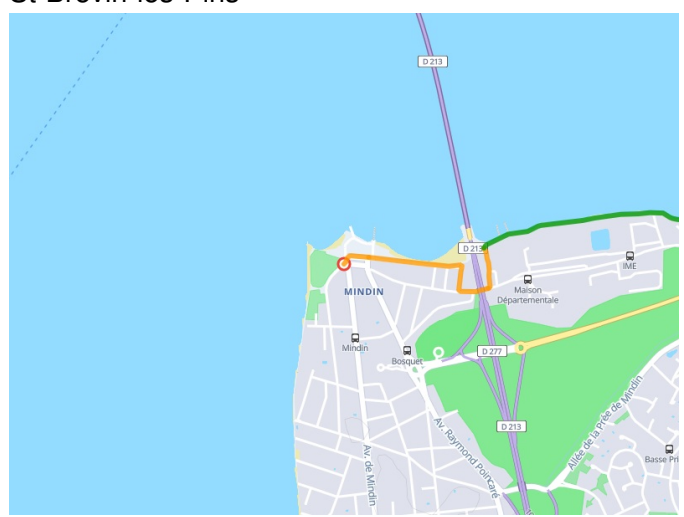 St-Brévin-les-Pins
D 213
D 213
IME
Maison
Départementale
MINDIN
Mindin
Bosquet
D 277
D 213
Av. de Mindin
Av. Raymond Poincaré
Allée de la Prée de Mindin
Basse Pri